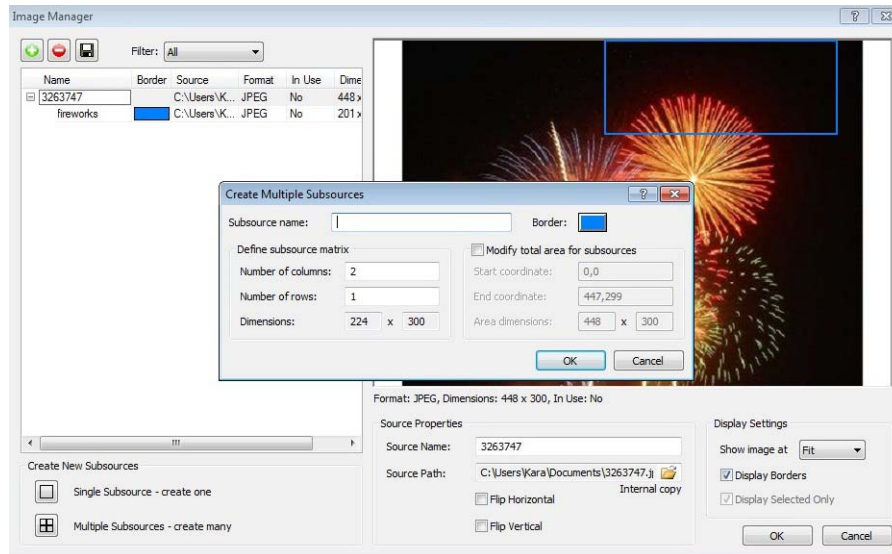 Image Manager
Filter: All
Name Border Source Format In Use Dime
3263747 C:\Users\K... JPEG No 448 x
fireworks C:\Users\K... JPEG No 201 x
Create Multiple Subsources
Subsource name: Border:
Define subsource matrix
Modify total area for subsources
Number of columns: 2
Start coordinate: 0,0
Number of rows: 1
End coordinate: 447,299
Dimensions: 224 x 300
Area dimensions: 448 x 300
OK Cancel
Format: JPEG, Dimensions: 448 x 300, In Use: No
Source Properties
Source Name: 3263747
Source Path: C:\Users\Kara\Documents\3263747.j
Internal copy
Flip Horizontal
Flip Vertical
Display Settings
Show image at Fit
Display Borders
Display Selected Only
Create New Subsources
Single Subsource - create one
Multiple Subsources - create many
OK Cancel